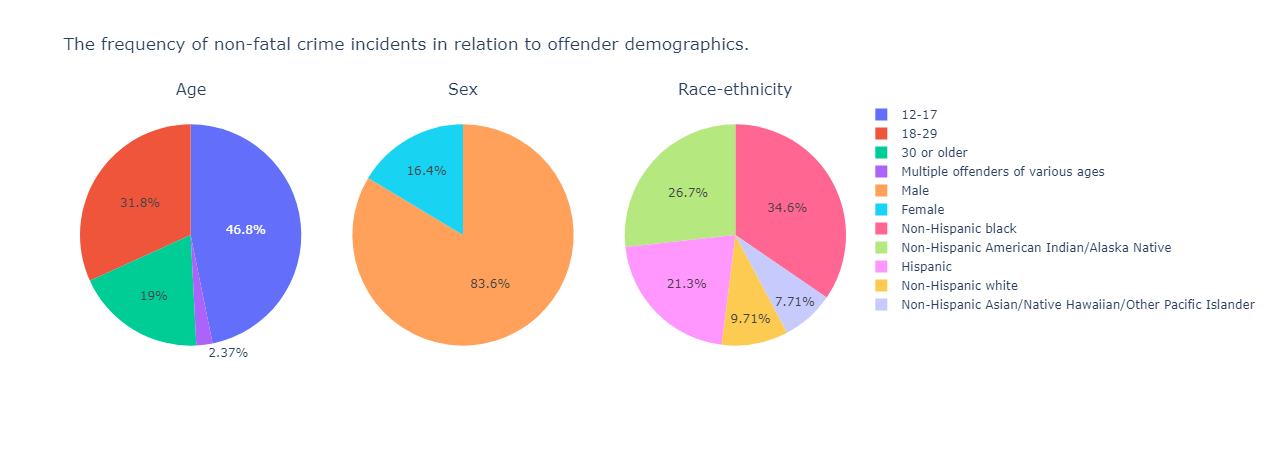 The frequency of non-fatal crime incidents in relation to offender demographics.
Age
Sex
Race-ethnicity
46.8%
31.8%
19%
2.37%
83.6%
16.4%
34.6%
26.7%
21.3%
9.71%
7.71%
12-17
18-29
30 or older
Multiple offenders of various ages
Male
Female
Non-Hispanic black
Non-Hispanic American Indian/Alaska Native
Hispanic
Non-Hispanic white
Non-Hispanic Asian/Native Hawaiian/Other Pacific Islander